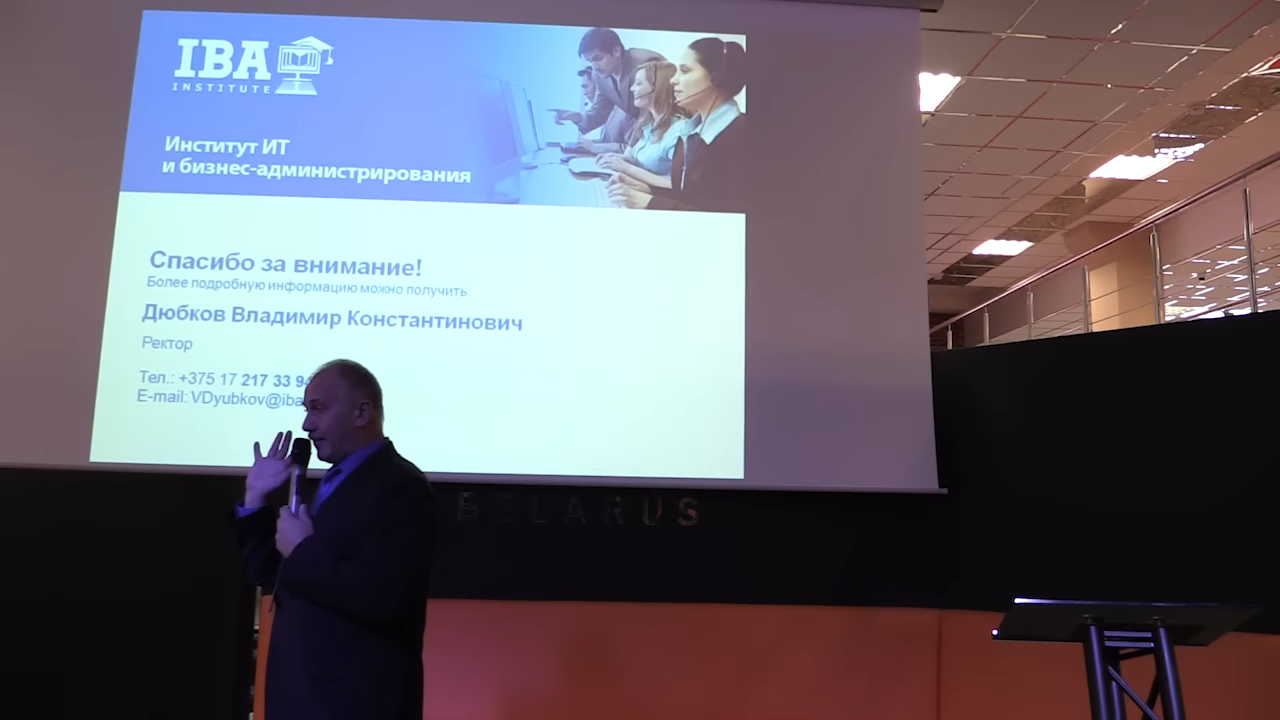 IBA
INSTITUTE
Институт ИТ
и бизнес-администрирования
Спасибо за внимание!
Более подробную информацию можно получить:
Дюбков Владимир Константинович
Ректор
Тел.: +375 17 217 33 94
E-mail: VDyubkov@iba
BELARUS